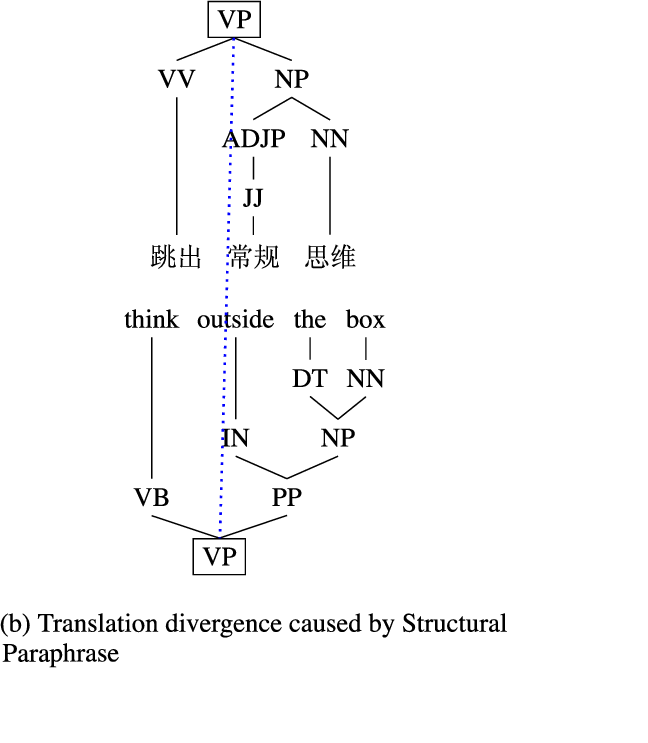 VP
VV NP
ADJP NN
JJ
跳出 常规 思维
think outside the box
DT NN
IN NP
VB PP
VP
(b) Translation divergence caused by Structural
Paraphrase